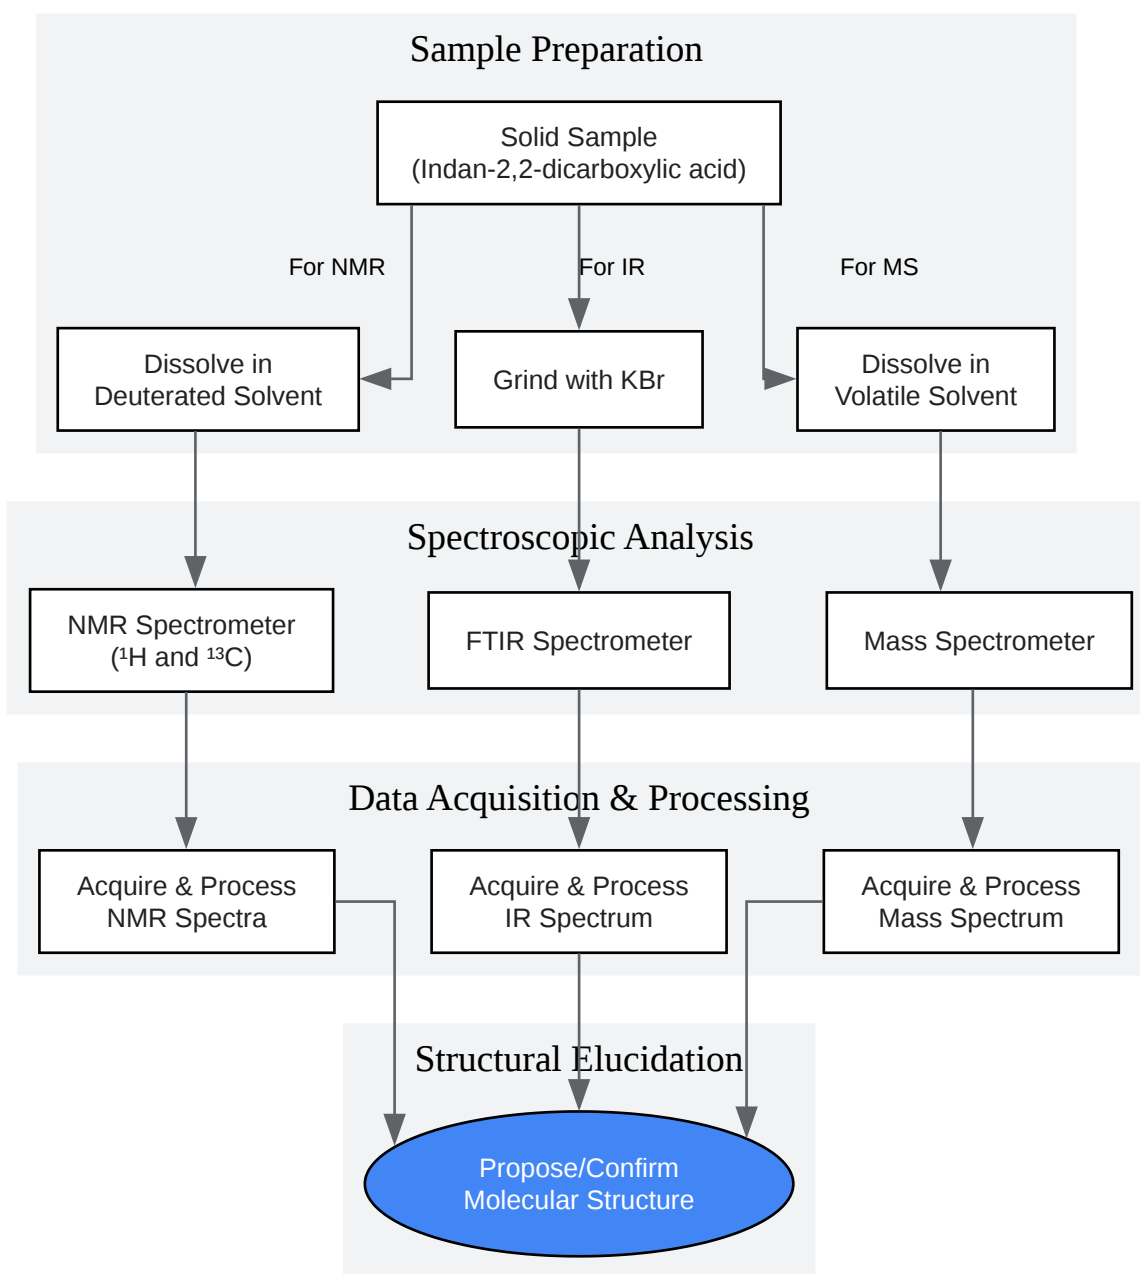 Sample Preparation
Solid Sample
(Indan-2,2-dicarboxylic acid)
For NMR
For IR
For MS
Dissolve in
Deuterated Solvent
Grind with KBr
Dissolve in
Volatile Solvent
Spectroscopic Analysis
NMR Spectrometer
(¹H and ¹³C)
FTIR Spectrometer
Mass Spectrometer
Data Acquisition & Processing
Acquire & Process
NMR Spectra
Acquire & Process
IR Spectrum
Acquire & Process
Mass Spectrum
Structural Elucidation
Propose/Confirm
Molecular Structure